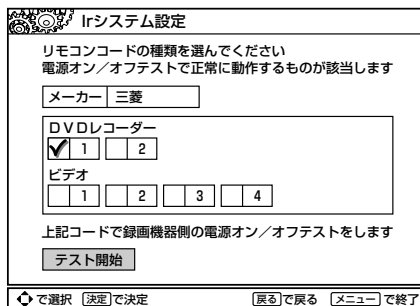 Irシステム設定
リモコンコードの種類を選んでください
電源オン／オフテストで正常に動作するものが該当します
メーカー 三菱
DVDレコーダー
1 2
ビデオ
1 2 3 4
上記コードで録画機器側の電源オン／オフテストをします
テスト開始
で選択 決定で決定 戻るで戻る メニューで終了